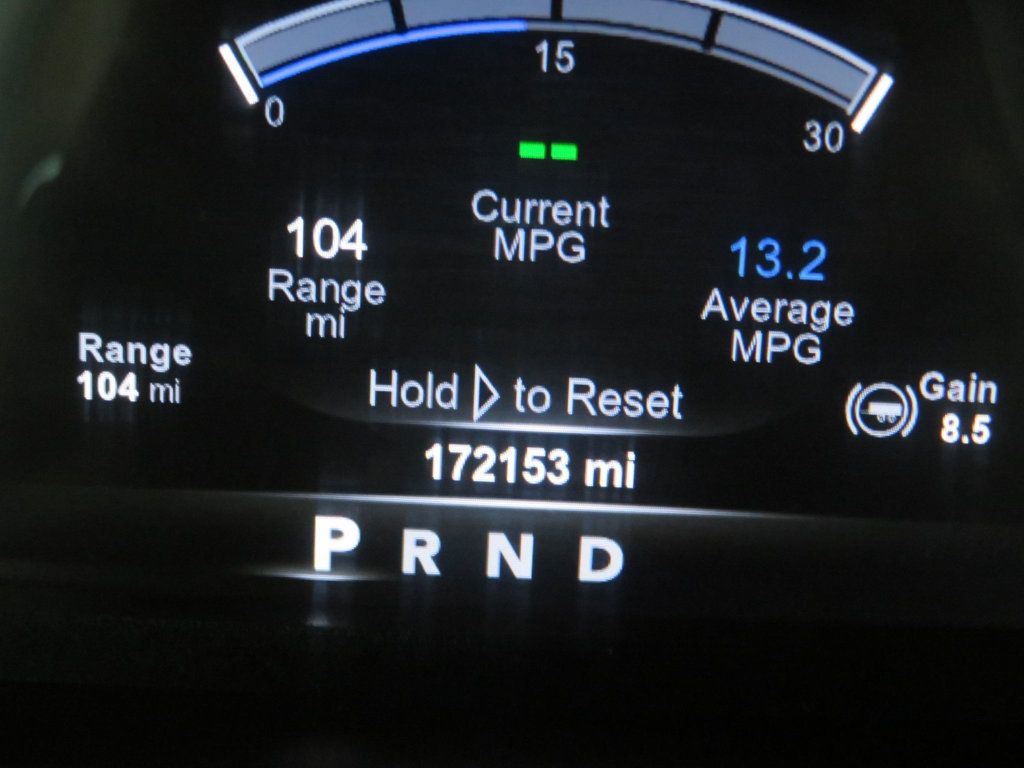 15
0
30
--
Current
MPG
104
Range
mi
13.2
Average
MPG
Range
104 mi
Hold ▷ to Reset
Gain
8.5
172153 mi
P R N D